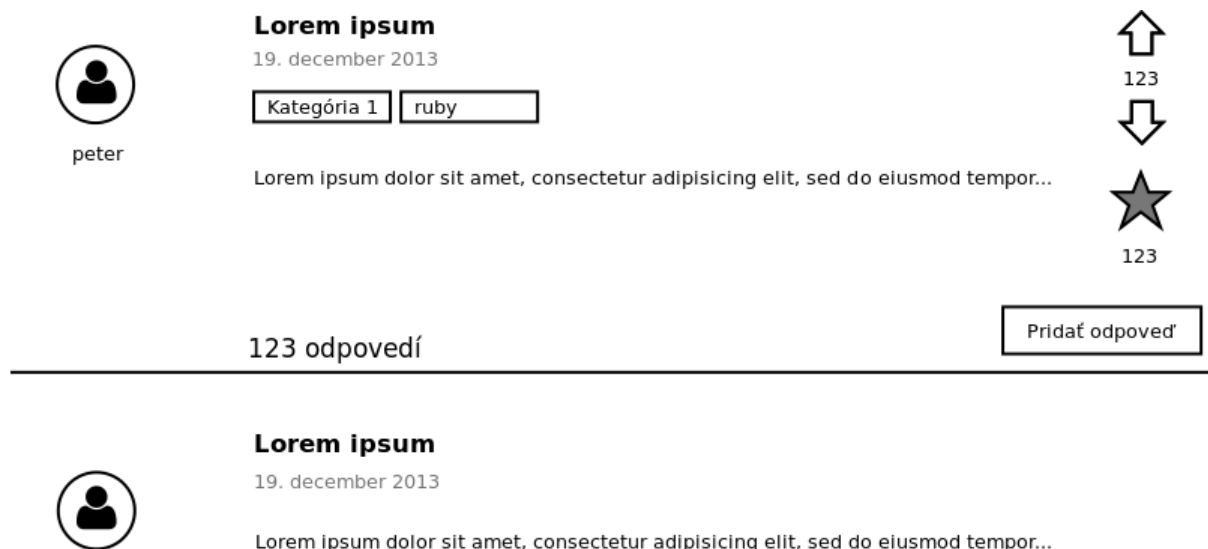 Lorem ipsum
19. december 2013
Kategória 1
ruby
peter
Lorem ipsum dolor sit amet, consectetur adipisicing elit, sed do eiusmod tempor...
123
123
123 odpovedí
Pridať odpoveď
Lorem ipsum
19. december 2013
Lorem ipsum dolor sit amet, consectetur adipisicing elit, sed do eiusmod tempor...